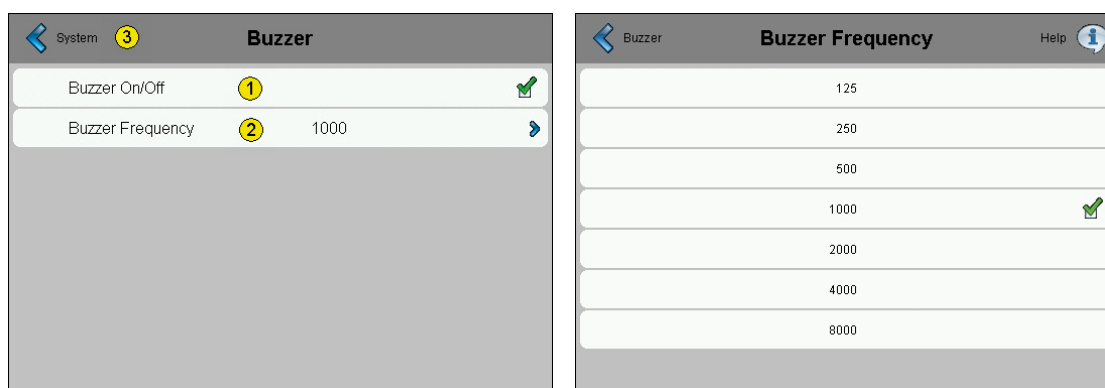 System 3 Buzzer
Buzzer On/Off 1
Buzzer Frequency 2 1000
Buzzer Buzzer Frequency Help
125
250
500
1000
2000
4000
8000